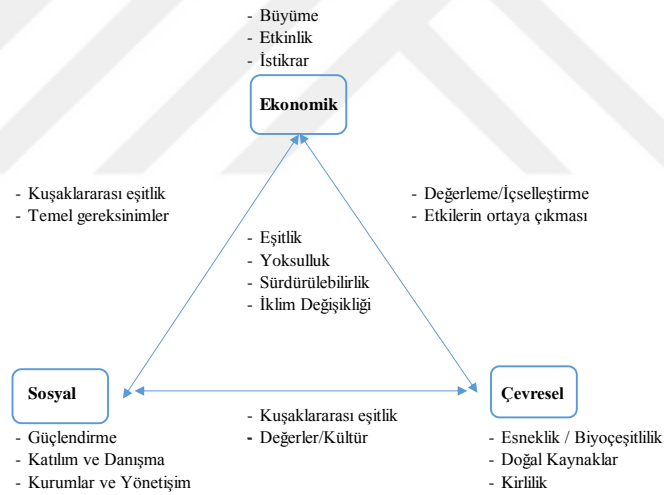 - Büyüme
- Etkinlik
- İstikrar
Ekonomik
- Kuşaklararası eşitlik
- Temel gereksinimler
- Değerleme/İçselleştirme
- Etkilerin ortaya çıkması
- Eşitlik
- Yoksulluk
- Sürdürülebilirlik
- İklim Değişikliği
Sosyal
Çevresel
- Kuşaklararası eşitlik
- Değerler/Kültür
- Güçlendirme
- Katılım ve Danışma
- Kurumlar ve Yönetişim
- Esneklik / Biyoçeşitlilik
- Doğal Kaynaklar
- Kirlilik